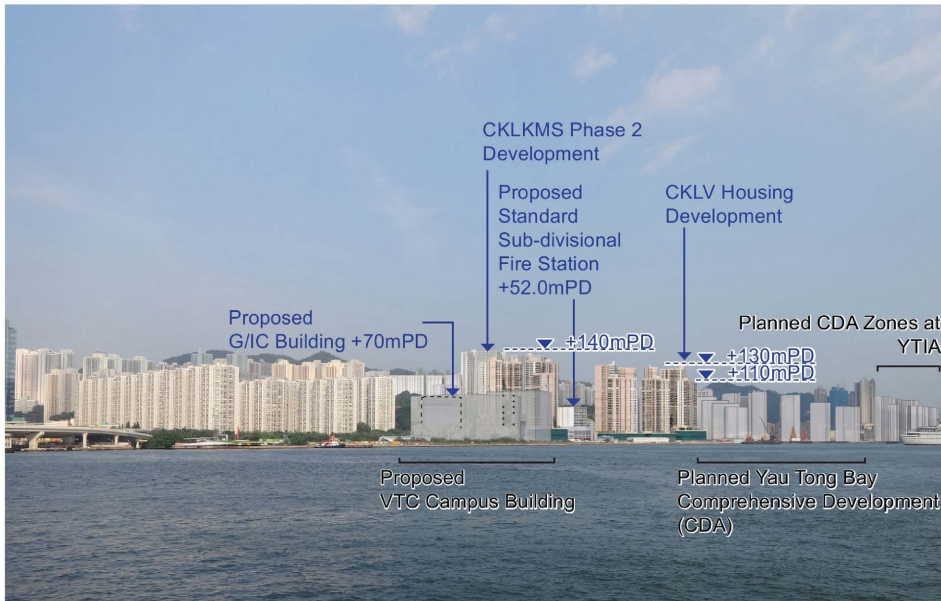 CKLKMS Phase 2
Development
Proposed
Standard
Sub-divisional
Fire Station
+52.0mPD
CKLV Housing
Development
Proposed
G/IC Building +70mPD
+140mPD
+130mPD
+110mPD
Planned CDA Zones at
YTIA
Proposed
VTC Campus Building
Planned Yau Tong Bay
Comprehensive Development
(CDA)